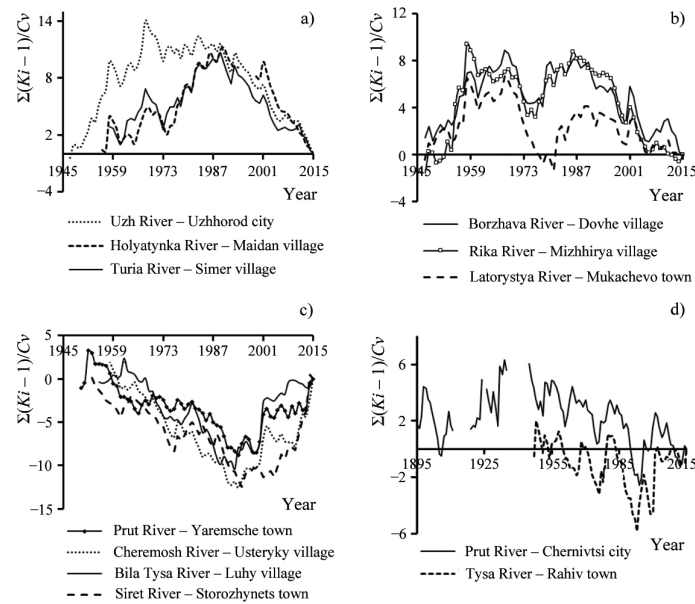 a)
Σ(Ki − 1)/Cv
14
8
2
−4
1945 1959 1973 1987 2001 2015
Year
Uzh River – Uzhhorod city
Holyatynka River – Maidan village
Turia River – Simer village
b)
Σ(Ki − 1)/Cv
12
8
4
0
−4
1945 1959 1973 1987 2001 2015
Year
Borzhava River – Dovhe village
Rika River – Mizhhirya village
Latorystya River – Mukachevo town
c)
Σ(Ki − 1)/Cv
5
1945 1959 1973 1987 2001 2015
0
−5
−10
−15
Year
Prut River – Yaremsche town
Cheremosh River – Usteryky village
Bila Tysa River – Luhy village
Siret River – Storozhynets town
d)
Σ(Ki − 1)/Cv
6
2
−2
−6
1895 1925 1955 1985 2015
Year
Prut River – Chernivtsi city
Tysa River – Rahiv town